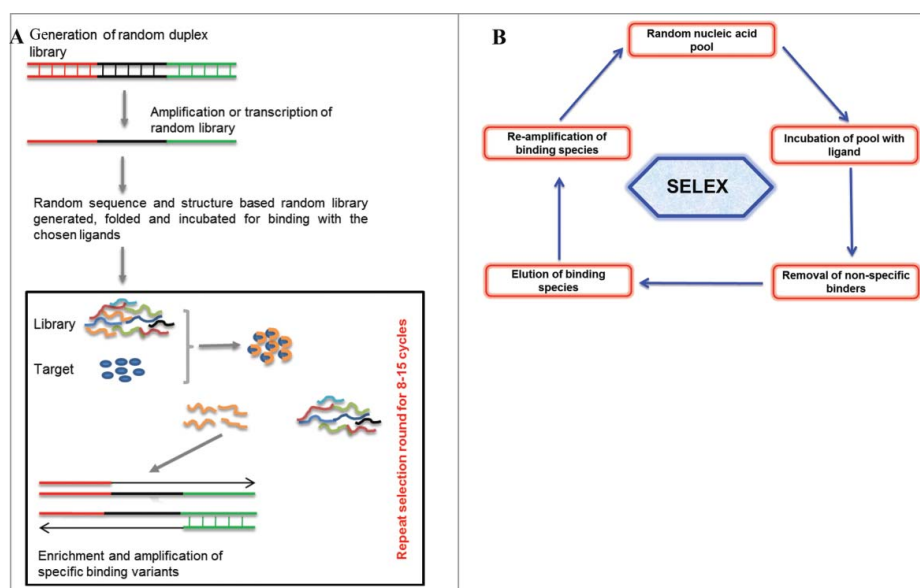 A Generation of random duplex
library
Amplification or transcription of
random library
Random sequence and structure based random library
generated, folded and incubated for binding with the
chosen ligands
Library
Target
Repeat selection round for 8-15 cycles
Enrichment and amplification of
specific binding variants
B
Random nucleic acid
pool
Re-amplification of
binding species
Incubation of pool with
ligand
SELEX
Elution of binding
species
Removal of non-specific
binders